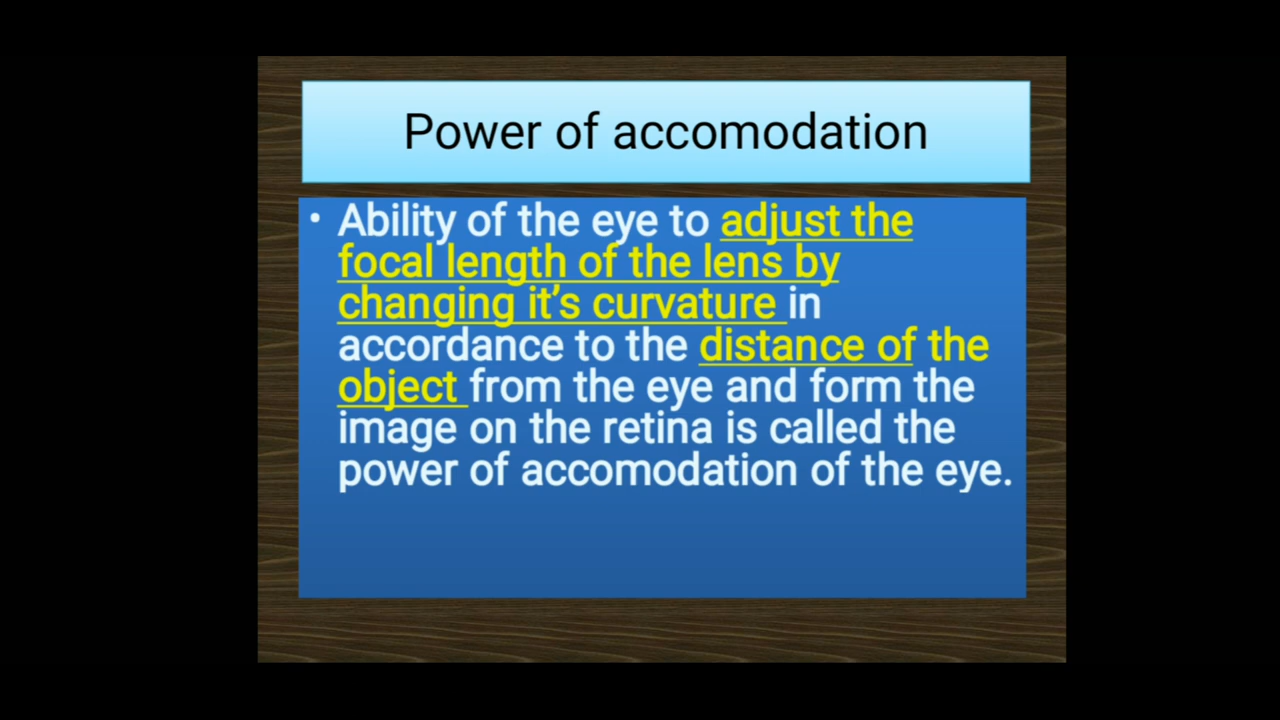 Power of accomodation
• Ability of the eye to adjust the
focal length of the lens by
changing it's curvature in
accordance to the distance of the
object from the eye and form the
image on the retina is called the
power of accomodation of the eye.